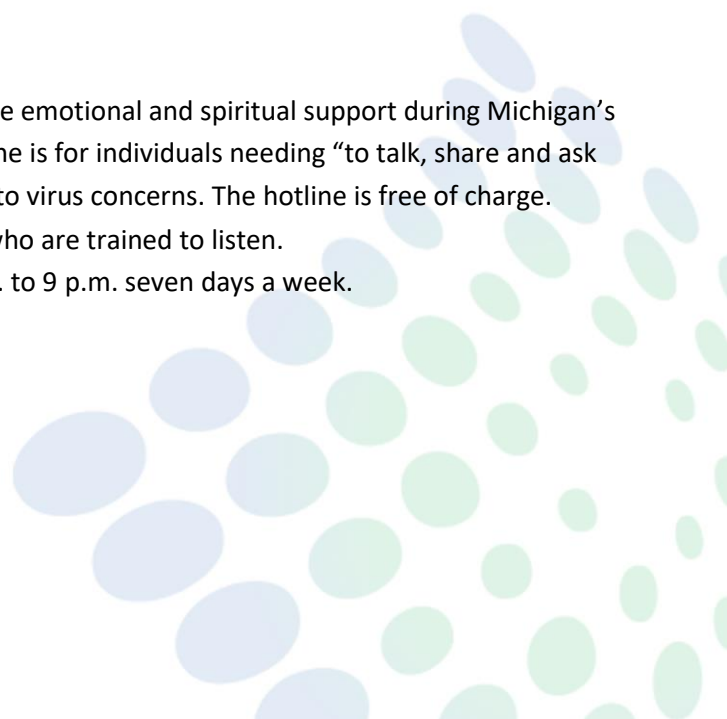 e emotional and spiritual support during Michigan’s
ne is for individuals needing “to talk, share and ask
to virus concerns. The hotline is free of charge.
who are trained to listen.
. to 9 p.m. seven days a week.